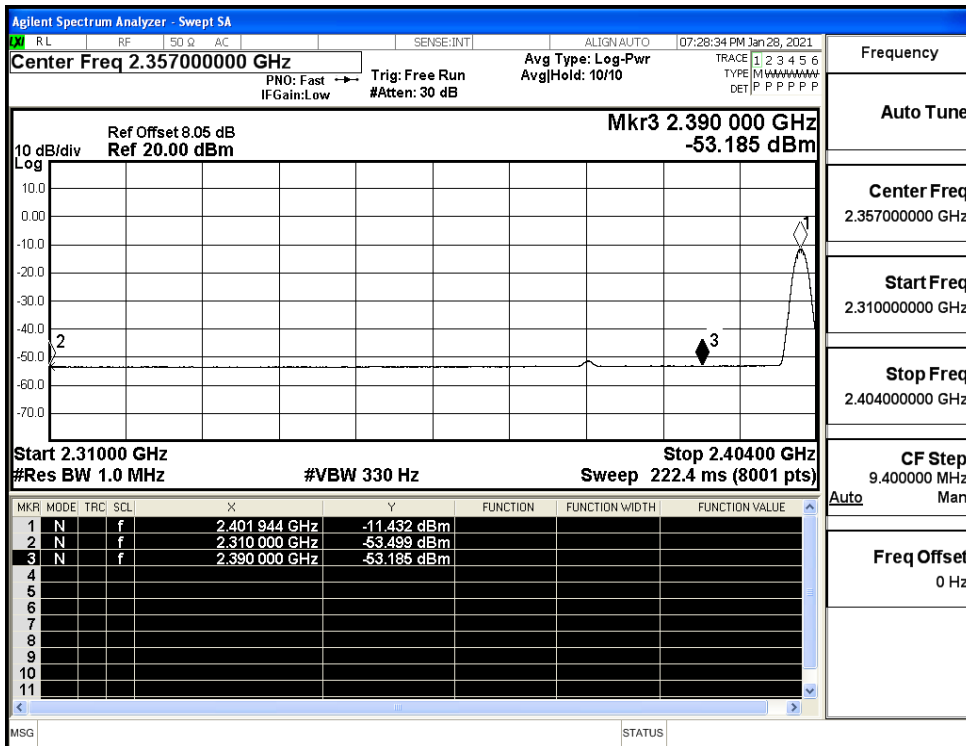 Agilent Spectrum Analyzer - Swept SA
LXI RL RF 50 Ω AC SENSE:INT ALIGNAUTO 07:28:34 PM Jan 28, 2021
Center Freq 2.357000000 GHz
PNO: Fast
IFGain:Low
Trig: Free Run
#Atten: 30 dB
Avg Type: Log-Pwr
Avg|Hold: 10/10
TRACE 1 2 3 4 5 6
TYPE M W W W W W
DET P P P P P P
Mkr3 2.390 000 GHz
-53.185 dBm
Ref Offset 8.05 dB
10 dB/div Ref 20.00 dBm
Log
10.0
0.00
-10.0
-20.0
-30.0
-40.0
-50.0
-60.0
-70.0
1
2
3
Start 2.31000 GHz Stop 2.40400 GHz
#Res BW 1.0 MHz #VBW 330 Hz Sweep 222.4 ms (8001 pts)
MKR MODE TRC SCL X Y FUNCTION FUNCTION WIDTH FUNCTION VALUE
1 N f 2.401 944 GHz -11.432 dBm
2 N f 2.310 000 GHz -53.499 dBm
3 N f 2.390 000 GHz -53.185 dBm
4
5
6
7
8
9
10
11
MSG STATUS
Frequency
Auto Tune
Center Freq
2.357000000 GHz
Start Freq
2.310000000 GHz
Stop Freq
2.404000000 GHz
CF Step
9.400000 MHz
Auto Man
Freq Offset
0 Hz